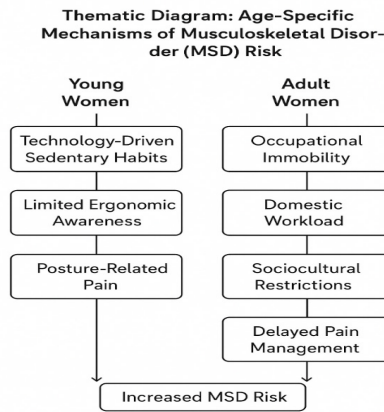 Thematic Diagram: Age-Specific
Mechanisms of Musculoskeletal Disor-
der (MSD) Risk
Young
Women
Technology-Driven
Sedentary Habits
Limited Ergonomic
Awareness
Posture-Related
Pain
Adult
Women
Occupational
Immobility
Domestic
Workload
Sociocultural
Restrictions
Delayed Pain
Management
Increased MSD Risk